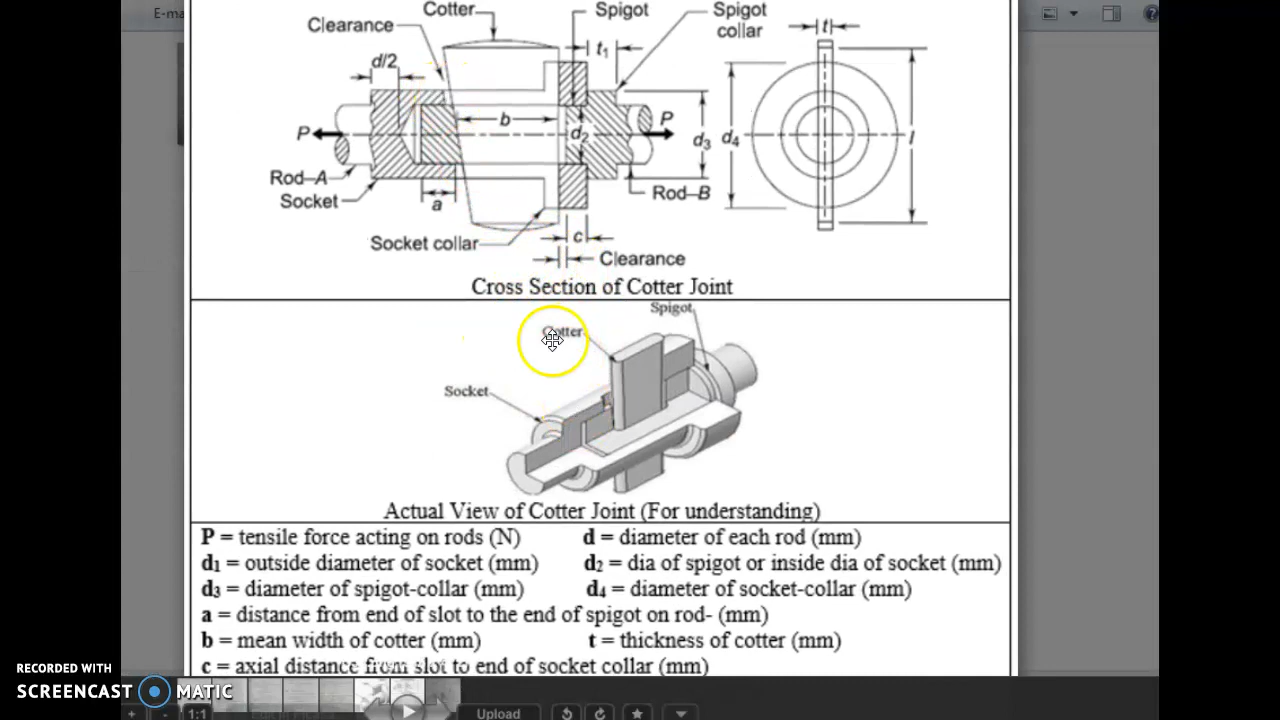 E-ma
Cotter
Spigot
Spigot
collar
Clearance
t
t1
d/2
b
P
d2
P
d3
d4
l
Rod–A
Rod–B
Socket
a
Socket collar
c
Clearance
Cross Section of Cotter Joint
Spigot
Cotter
Socket
Actual View of Cotter Joint (For understanding)
P = tensile force acting on rods (N) d = diameter of each rod (mm)
d₁ = outside diameter of socket (mm) d₂ = dia of spigot or inside dia of socket (mm)
d₃ = diameter of spigot-collar (mm) d₄ = diameter of socket-collar (mm)
a = distance from end of slot to the end of spigot on rod- (mm)
b = mean width of cotter (mm) t = thickness of cotter (mm)
c = axial distance from slot to end of socket collar (mm)
RECORDED WITH
SCREENCAST MATIC
+ - 1:1 Upload